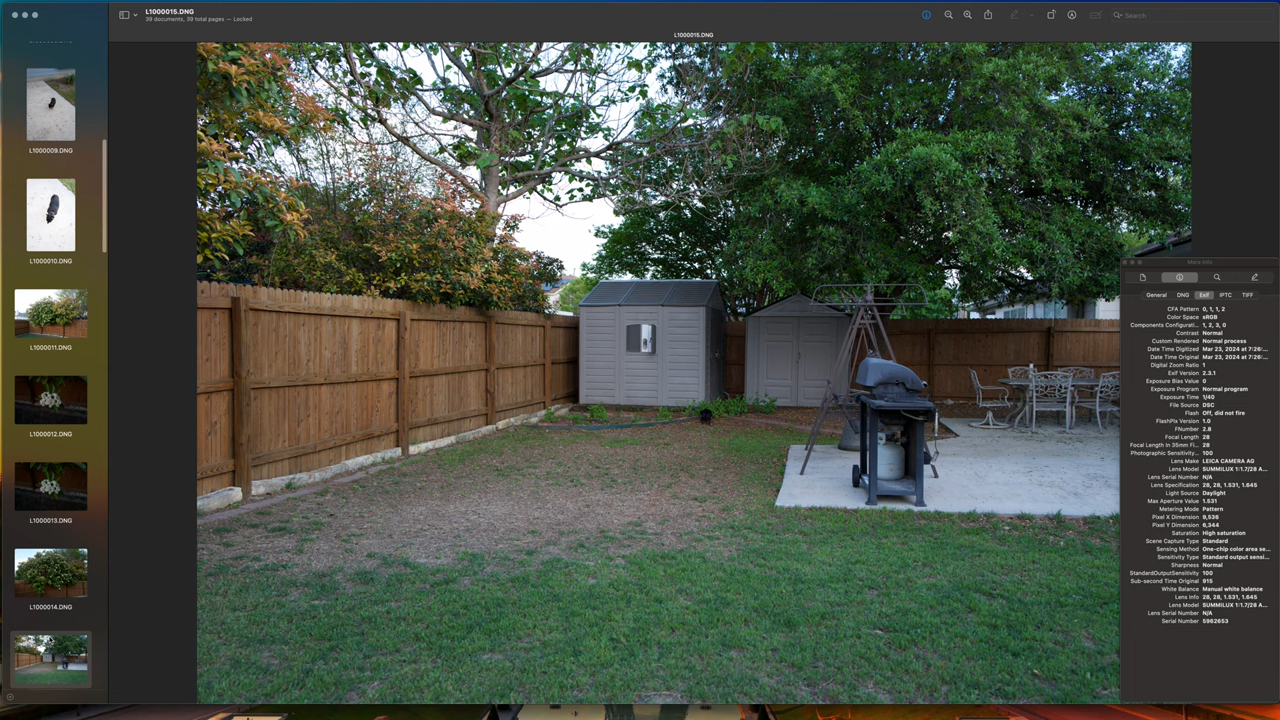 L1000015.DNG
39 documents, 39 total pages — Locked
Search
L1000015.DNG
L1000009.DNG
L1000010.DNG
L1000011.DNG
L1000012.DNG
L1000013.DNG
L1000014.DNG
More Info
General DNG Exif IPTC TIFF
CFA Pattern 0, 1, 1, 2
Color Space sRGB
Components Configurati... 1, 2, 3, 0
Contrast Normal
Custom Rendered Normal process
Date Time Digitized Mar 23, 2024 at 7:26:...
Date Time Original Mar 23, 2024 at 7:26:...
Digital Zoom Ratio 1
Exif Version 2.3.1
Exposure Bias Value 0
Exposure Program Normal program
Exposure Time 1/40
File Source DSC
Flash Off, did not fire
FlashPix Version 1.0
FNumber 2.8
Focal Length 28
Focal Length In 35mm Fi... 28
Photographic Sensitivity... 100
Lens Make LEICA CAMERA AG
Lens Model SUMMILUX 1:1.7/28 A...
Lens Serial Number N/A
Lens Specification 28, 28, 1.531, 1.645
Light Source Daylight
Max Aperture Value 1.531
Metering Mode Pattern
Pixel X Dimension 9,536
Pixel Y Dimension 6,344
Saturation High saturation
Scene Capture Type Standard
Sensing Method One-chip color area se...
Sensitivity Type Standard output sensi...
Sharpness Normal
StandardOutputSensitivity 100
Sub-second Time Original 915
White Balance Manual white balance
Lens Info 28, 28, 1.531, 1.645
Lens Model SUMMILUX 1:1.7/28 A...
Lens Serial Number N/A
Serial Number 5962653